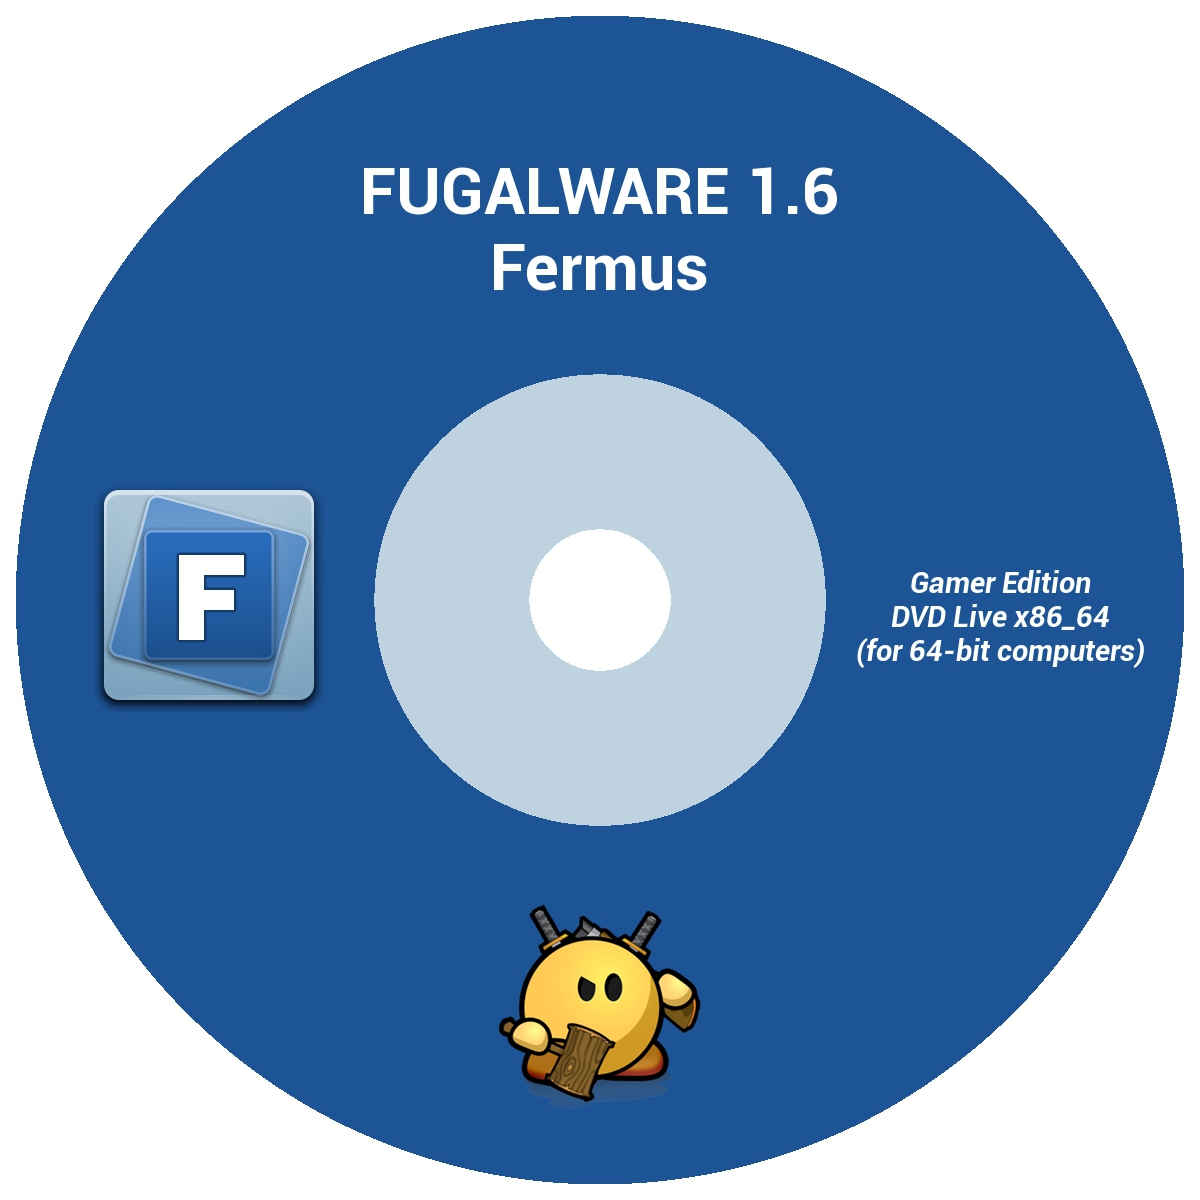 FUGALWARE 1.6
Fermus
F
Gamer Edition
DVD Live x86_64
(for 64-bit computers)